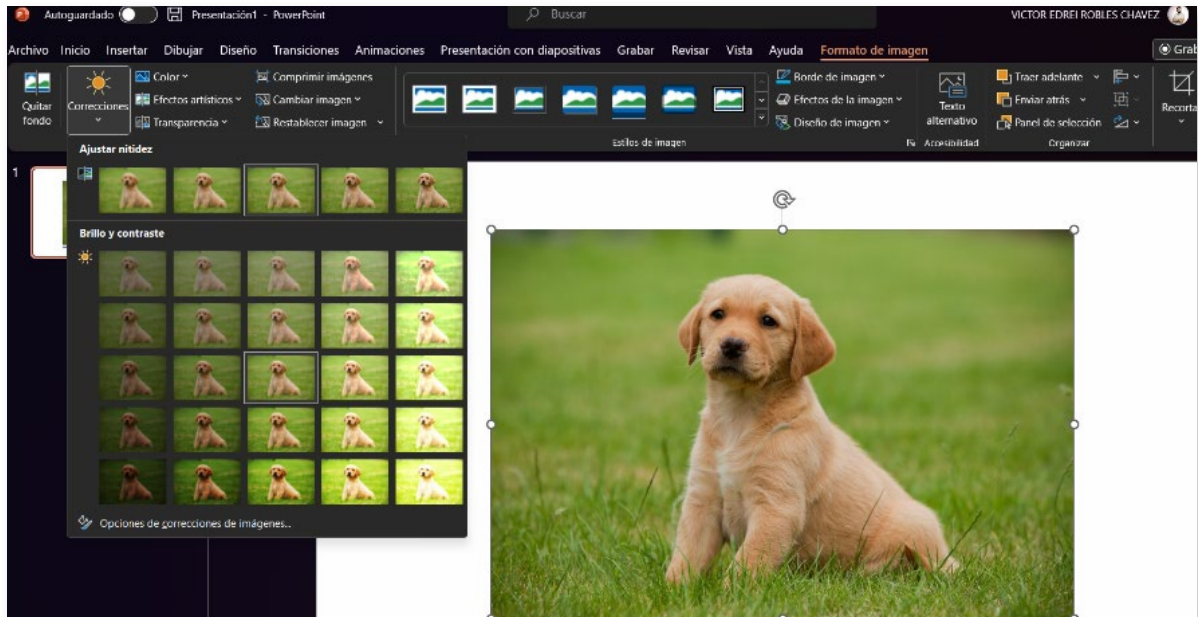 Autoguardado Presentación1 - PowerPoint Buscar VICTOR EDREI ROBLES CHAVEZ
Archivo Inicio Insertar Dibujar Diseño Transiciones Animaciones Presentación con diapositivas Grabar Revisar Vista Ayuda Formato de imagen Grab
Quitar fondo
Correcciones
Color
Efectos artísticos
Transparencia
Comprimir imágenes
Cambiar imagen
Restablecer imagen
Estilos de imagen
Borde de imagen
Efectos de la imagen
Diseño de imagen
Texto alternativo
Accesibilidad
Traer adelante
Enviar atrás
Panel de selección
Organizar
Recorta
Ajustar nitidez
1
Brillo y contraste
Opciones de correcciones de imágenes..